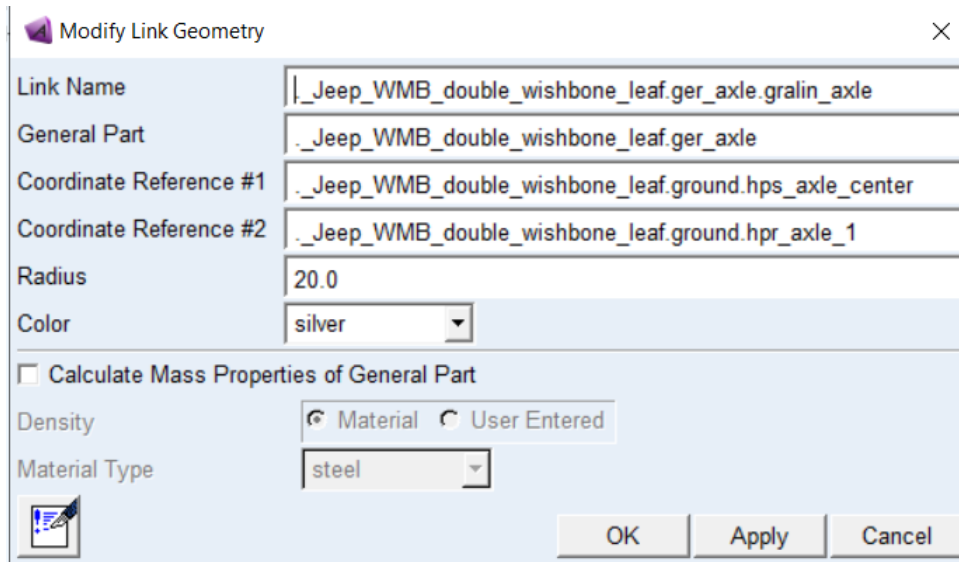 Modify Link Geometry
Link Name ._Jeep_WMB_double_wishbone_leaf.ger_axle.gralin_axle
General Part ._Jeep_WMB_double_wishbone_leaf.ger_axle
Coordinate Reference #1 ._Jeep_WMB_double_wishbone_leaf.ground.hps_axle_center
Coordinate Reference #2 ._Jeep_WMB_double_wishbone_leaf.ground.hpr_axle_1
Radius 20.0
Color silver
Calculate Mass Properties of General Part
Density Material User Entered
Material Type steel
OK Apply Cancel